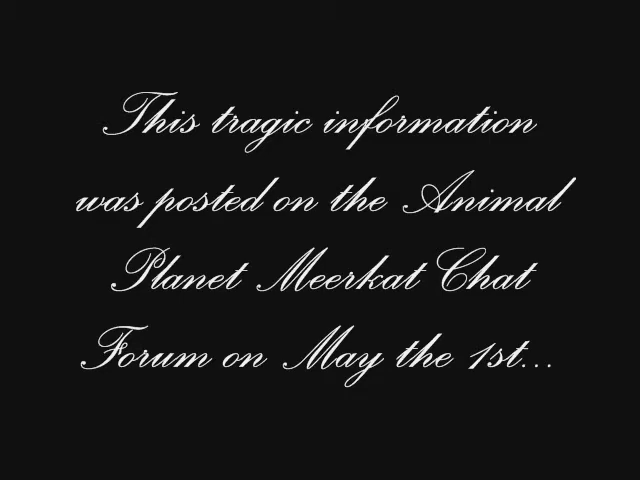 This tragic information
was posted on the Animal
Planet Meerkat Chat
Forum on May the 1st...